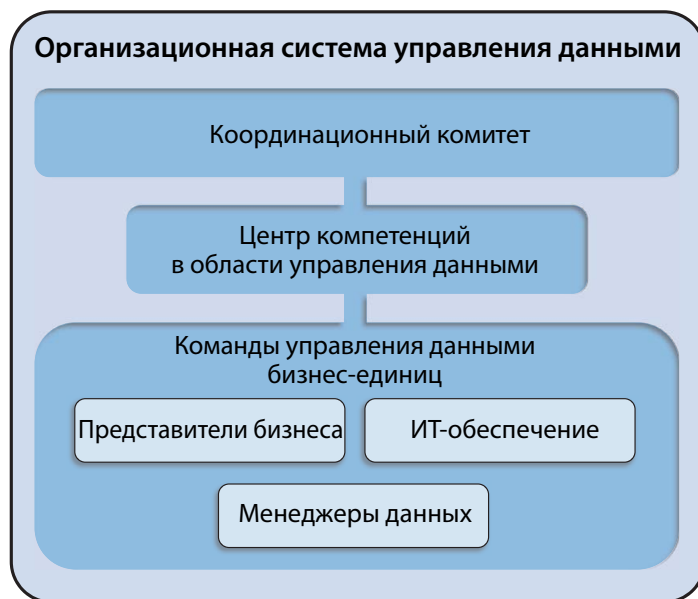 Организационная система управления данными
Координационный комитет
Центр компетенций
в области управления данными
Команды управления данными
бизнес-единиц
Представители бизнеса
ИТ-обеспечение
Менеджеры данных